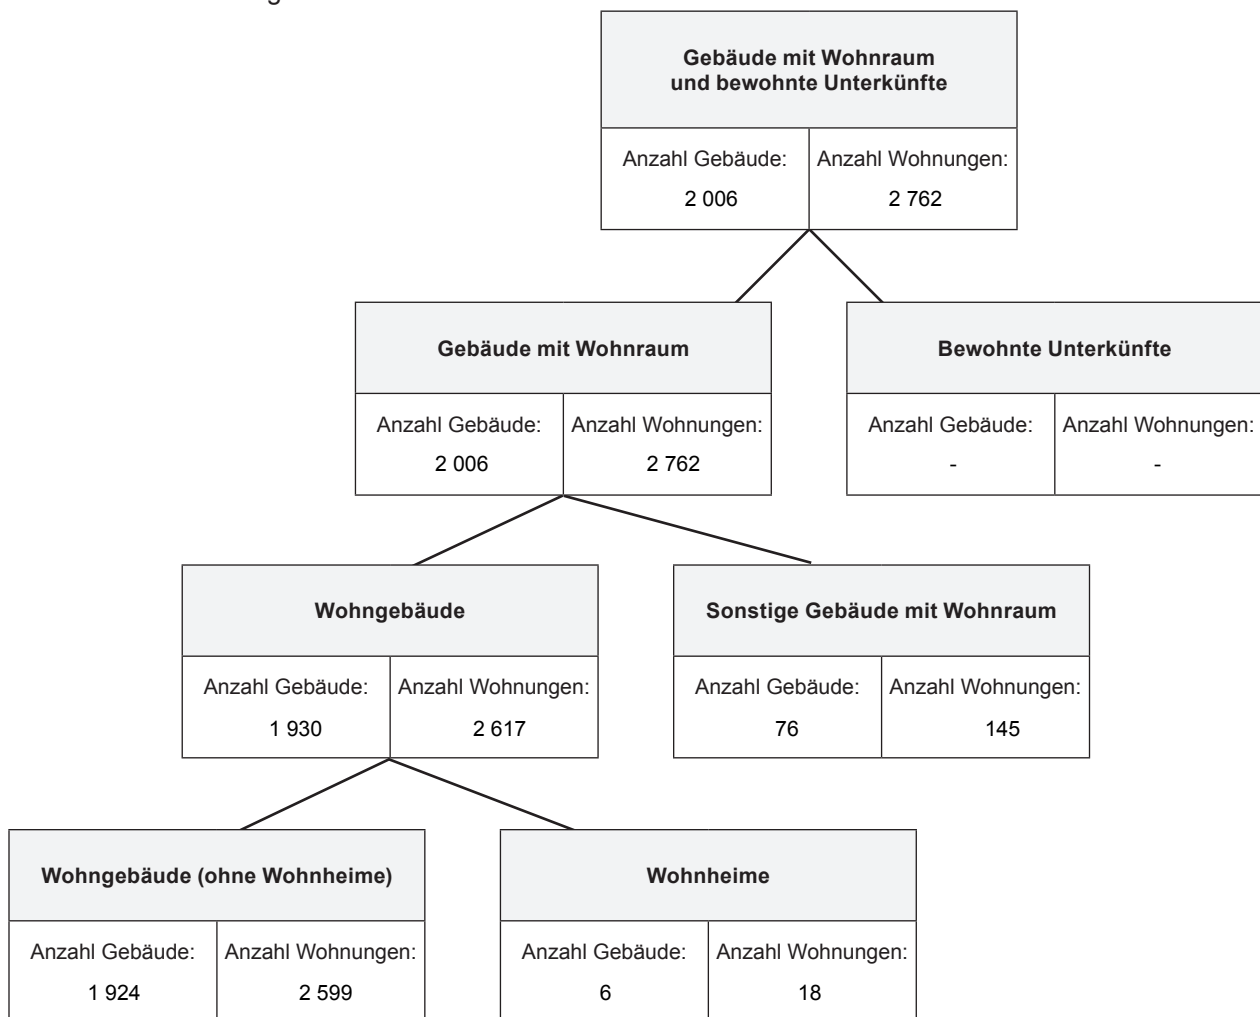 Gebäude mit Wohnraum
und bewohnte Unterkünfte
Anzahl Gebäude: Anzahl Wohnungen:
2 006 2 762
Gebäude mit Wohnraum Bewohnte Unterkünfte
Anzahl Gebäude: Anzahl Wohnungen: Anzahl Gebäude: Anzahl Wohnungen:
2 006 2 762 - -
Wohngebäude Sonstige Gebäude mit Wohnraum
Anzahl Gebäude: Anzahl Wohnungen: Anzahl Gebäude: Anzahl Wohnungen:
1 930 2 617 76 145
Wohngebäude (ohne Wohnheime) Wohnheime
Anzahl Gebäude: Anzahl Wohnungen: Anzahl Gebäude: Anzahl Wohnungen:
1 924 2 599 6 18